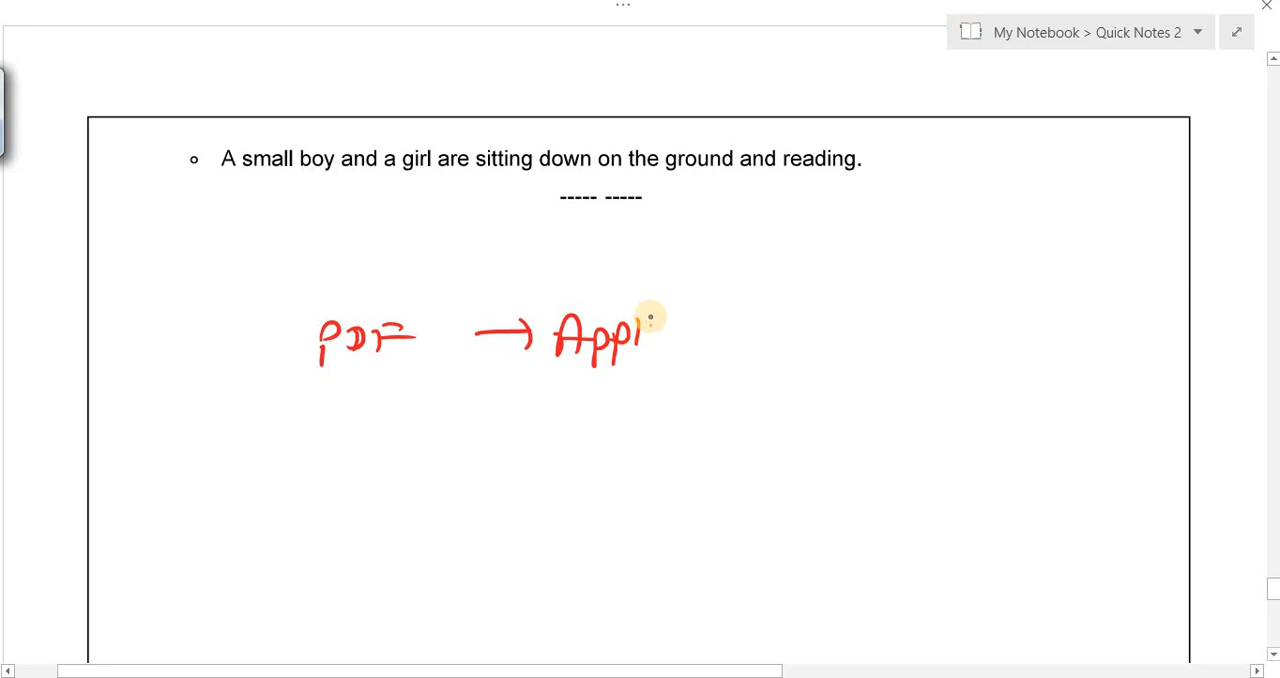 ...
My Notebook > Quick Notes 2
o A small boy and a girl are sitting down on the ground and reading.
----- -----
PDF → Appl